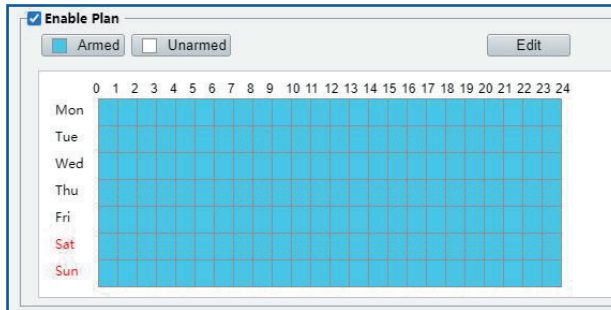 Enable Plan
Armed Unarmed Edit
0 1 2 3 4 5 6 7 8 9 10 11 12 13 14 15 16 17 18 19 20 21 22 23 24
Mon
Tue
Wed
Thu
Fri
Sat
Sun